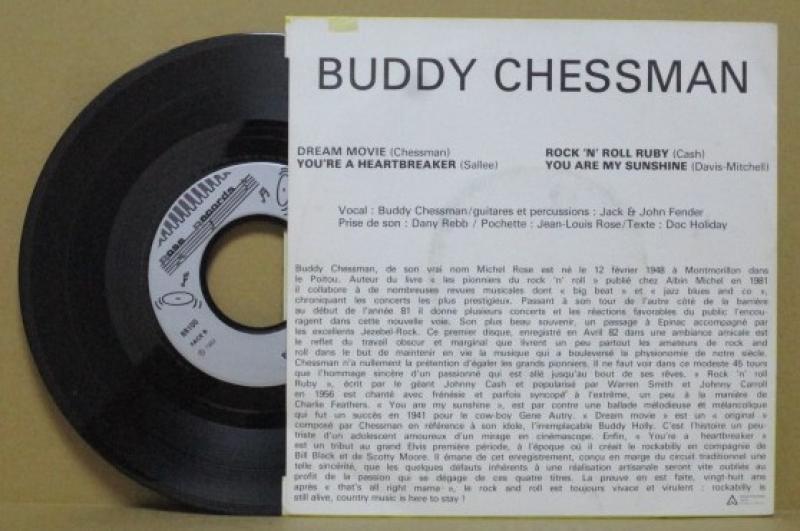 BUDDY CHESSMAN
DREAM MOVIE (Chessman)
YOU'RE A HEARTBREAKER (Sallee)
ROCK 'N' ROLL RUBY (Cash)
YOU ARE MY SUNSHINE (Davis-Mitchell)
Vocal : Buddy Chessman/guitares et percussions : Jack & John Fender
Prise de son : Dany Rebb / Pochette : Jean-Louis Rose/Texte : Doc Holiday
Buddy Chessman, de son vrai nom Michel Rose est né le 12 février 1948 à Montmorillon dans
le Poitou. Auteur du livre « les pionniers du rock 'n' roll » publié chez Albin Michel en 1981
il collabore à de nombreuses revues musicales dont « big beat » et « jazz blues and co »,
chroniquant les concerts les plus prestigieux. Passant à son tour de l'autre côté de la barrière
au début de l'année 81 il donne plusieurs concerts et les réactions favorables du public l'encou-
ragent dans cette nouvelle voie. Son plus beau souvenir, un passage à Epinac accompagné par
les excellents Jezebel-Rock. Ce premier disque, enregistré en Avril 82 dans une ambiance amicale est
le reflet du travail obscur et marginal que livrent un peu partout les amateurs de rock and
roll dans le but de maintenir en vie la musique qui a bouleversé la physionomie de notre siècle.
Chessman n'a nullement la prétention d'égaler les grands pionniers. Il ne faut voir dans ce modeste 45 tours
que l'hommage sincère d'un passionné qui est allé jusqu'au bout de ses rêves. « Rock 'n' roll
Ruby », écrit par le géant Johnny Cash et popularisé par Warren Smith et Johnny Carroll
en 1956 est chanté avec frénésie et parfois syncopé à l'extrême, un peu à la manière de
Charlie Feathers. « You are my sunshine », est par contre une ballade mélodieuse et mélancolique
qui fut un succès en 1941 pour le cow-boy Gene Autry. « Dream movie » est un « original »
composé par Chessman en référence à son idole, l'irremplaçable Buddy Holly. C'est l'histoire un peu-
triste d'un adolescent amoureux d'un mirage en cinémascope. Enfin, « You're a heartbreaker »
est un tribut au grand Elvis première période, à l'époque où il créait le rockabilly en compagnie de
Bill Black et de Scotty Moore. Il émane de cet enregistrement, conçu en marge du circuit traditionnel une
telle sincérité, que les quelques défauts inhérents à une réalisation artisanale seront vite oubliés au
profit de la passion qui se dégage de ces quatre titres. La preuve en est faite, vingt-huit ans
après « that's all right mama », le rock and roll est toujours vivace et virulent : rockabilly is
still alive, country music is here to stay !
Rose Records
RR100
FACE B